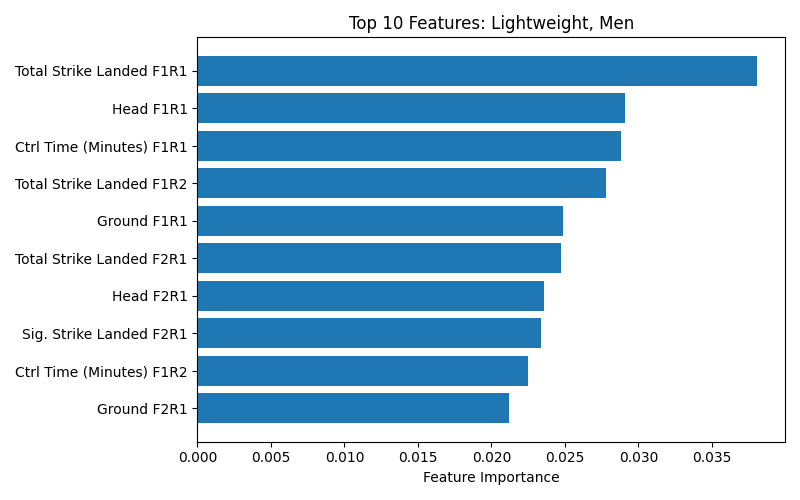 Top 10 Features: Lightweight, Men
Total Strike Landed F1R1
Head F1R1
Ctrl Time (Minutes) F1R1
Total Strike Landed F1R2
Ground F1R1
Total Strike Landed F2R1
Head F2R1
Sig. Strike Landed F2R1
Ctrl Time (Minutes) F1R2
Ground F2R1
0.000 0.005 0.010 0.015 0.020 0.025 0.030 0.035
Feature Importance